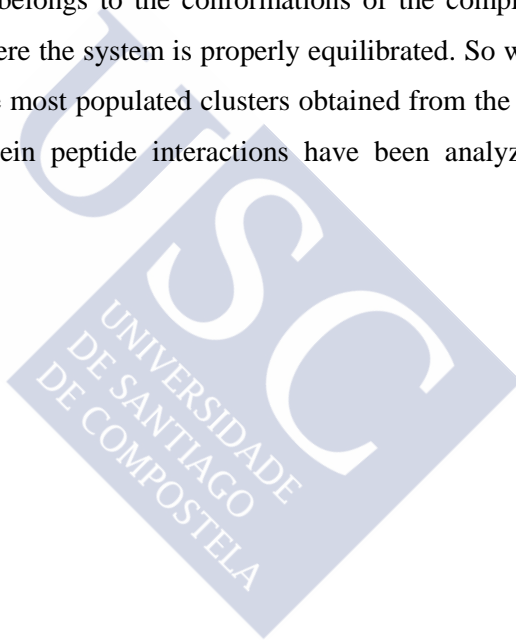 belongs to the conformations of the comp
ere the system is properly equilibrated. So w
e most populated clusters obtained from the
ein peptide interactions have been analyz
USC
UNIVERSIDADE
DE SANTIAGO
DE COMPOSTELA